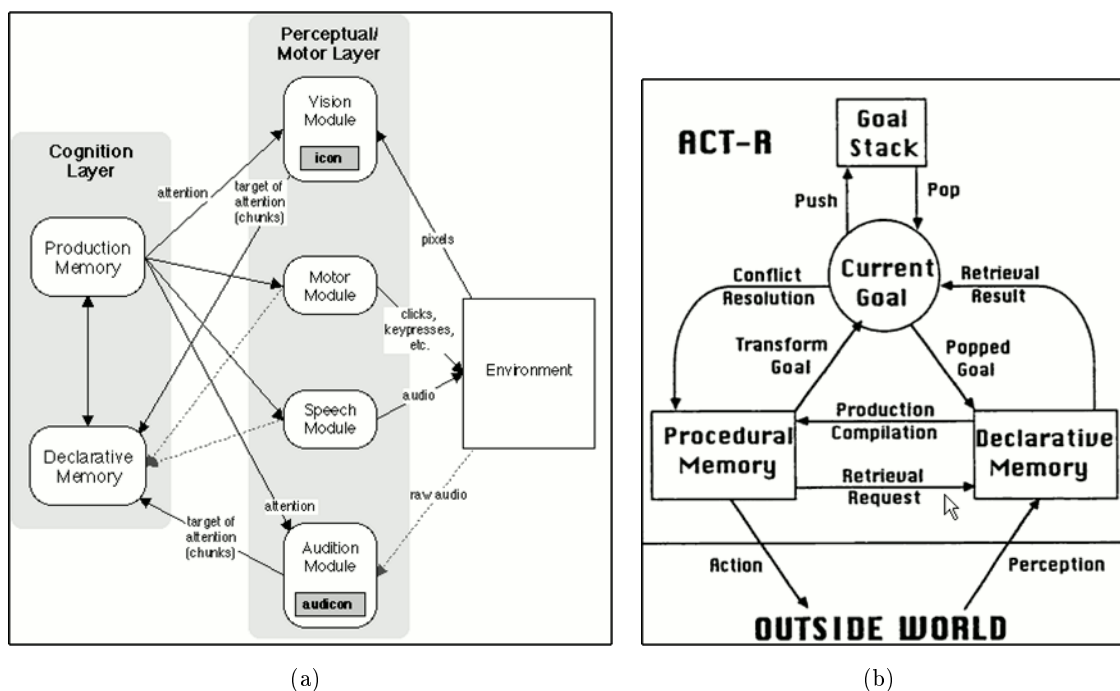 Perceptual/
Motor Layer
Vision
Module
icon
Cognition
Layer
attention
target of
attention
(chunks)
Production
Memory
pixels
Motor
Module
clicks,
keypresses,
etc.
Environment
audio
Speech
Module
Declarative
Memory
raw audio
attention
target of
attention
(chunks)
Audition
Module
audicon
(a)
ACT-R
Goal
Stack
Push
Pop
Current
Goal
Conflict
Resolution
Retrieval
Result
Transform
Goal
Popped
Goal
Production
Compilation
Procedural
Memory
Declarative
Memory
Retrieval
Request
Action
Perception
OUTSIDE WORLD
(b)